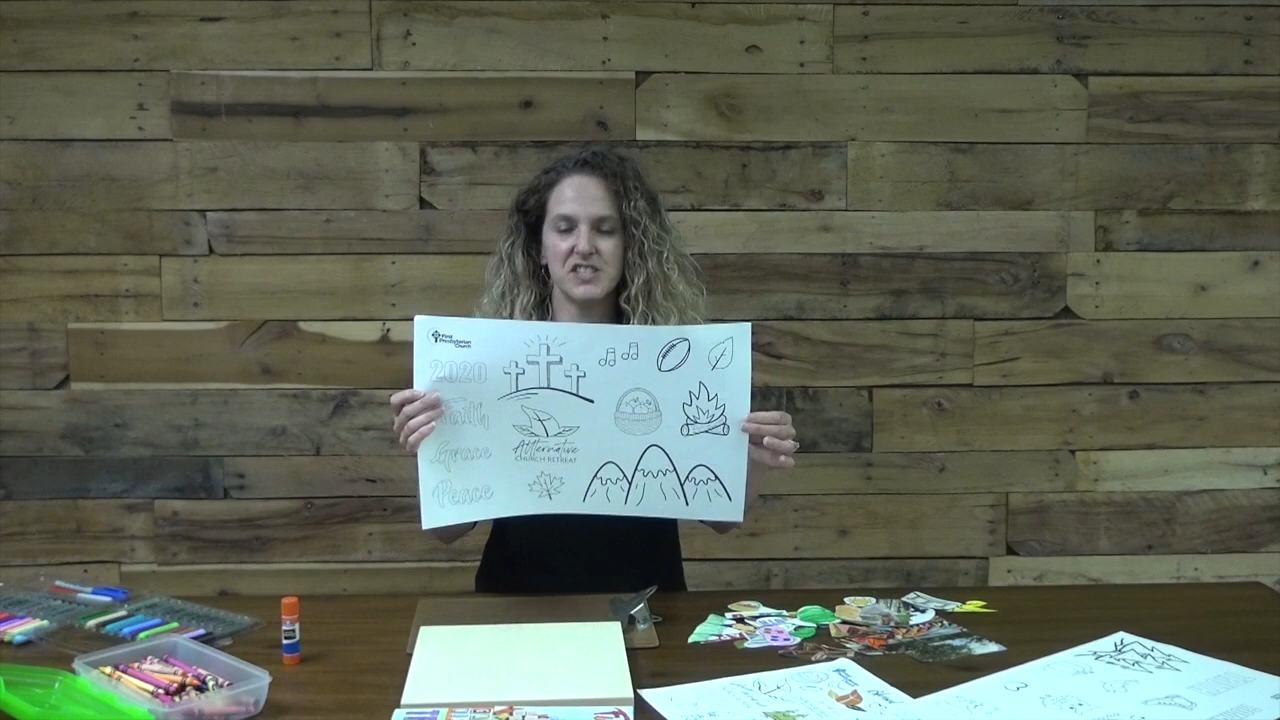 First
Presbyterian
Church
2020
Faith
Grace
Peace
Alternative
CHURCH RETREAT